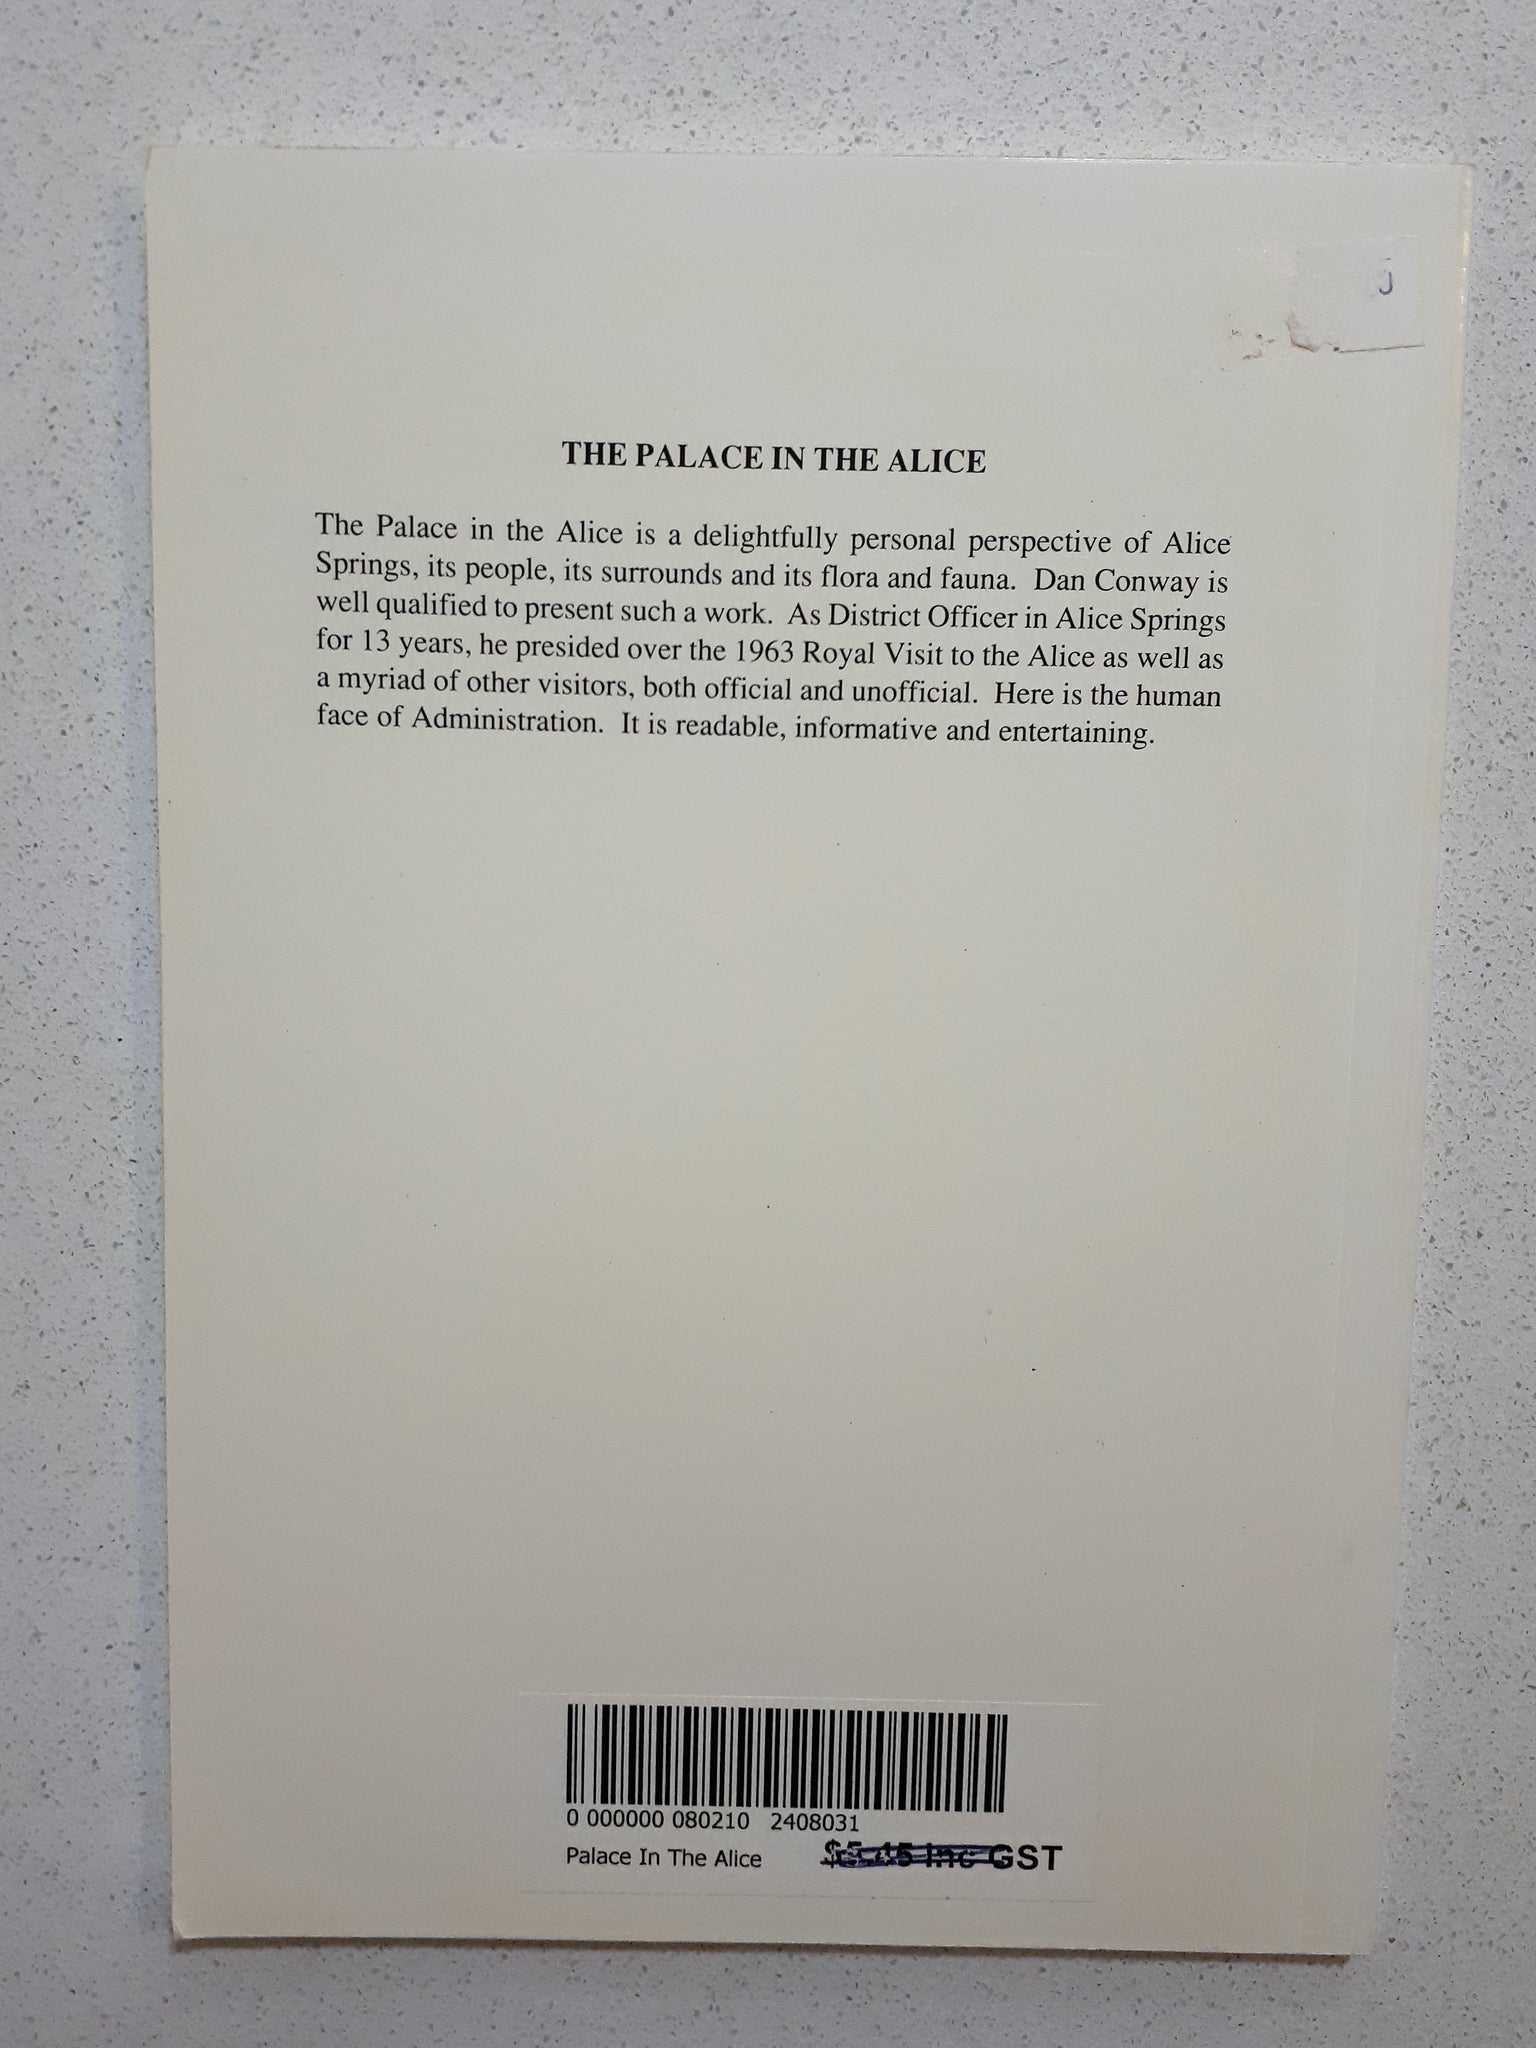 THE PALACE IN THE ALICE
The Palace in the Alice is a delightfully personal perspective of Alice
Springs, its people, its surrounds and its flora and fauna. Dan Conway is
well qualified to present such a work. As District Officer in Alice Springs
for 13 years, he presided over the 1963 Royal Visit to the Alice as well as
a myriad of other visitors, both official and unofficial. Here is the human
face of Administration. It is readable, informative and entertaining.
0 000000 080210 2408031
Palace In The Alice $5.45 Inc GST